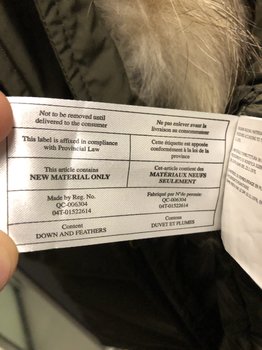 Not to be removed until
delivered to the consumer
Ne pas enlever avant la
livraison au consommateur
This label is affixed in compliance
with Provincial Law
Cette étiquette est apposée
conformément à la loi de la
province
This article contains
NEW MATERIAL ONLY
Cet article contient des
MATÉRIAUX NEUFS
SEULEMENT
Made by Reg. No.
QC-006304
04T-01522614
Fabriqué par No de permis:
QC-006304
04T-01522614
Content
DOWN AND FEATHERS
Contenu
DUVET ET PLUMES